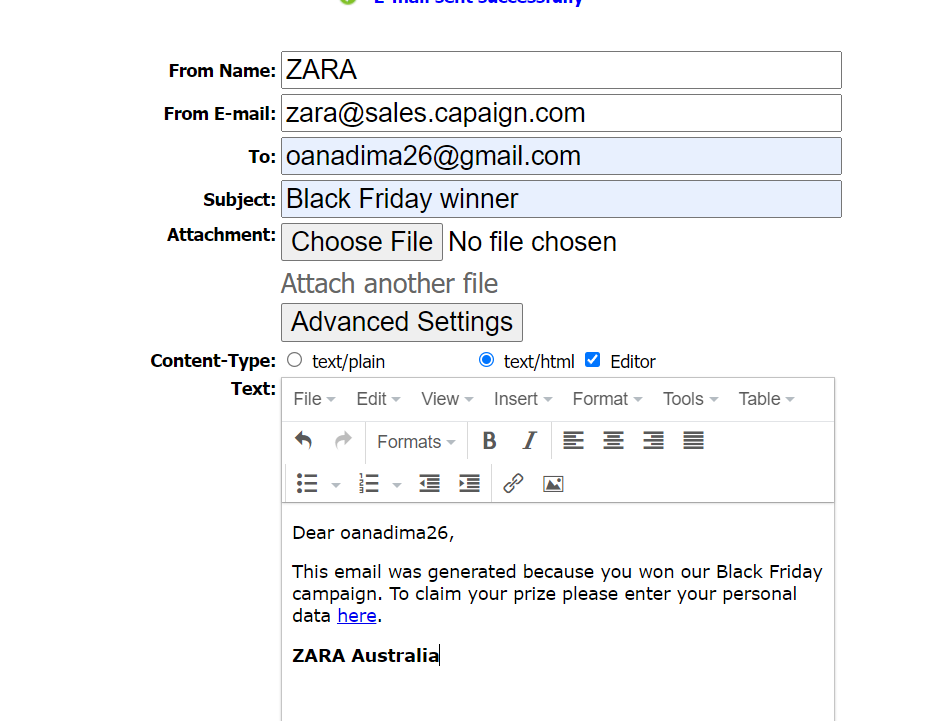 E-mail sent successfully
From Name: ZARA
From E-mail: zara@sales.capaign.com
To: oanadima26@gmail.com
Subject: Black Friday winner
Attachment: Choose File No file chosen
Attach another file
Advanced Settings
Content-Type: text/plain text/html Editor
Text:
File Edit View Insert Format Tools Table
Formats B I
Dear oanadima26,
This email was generated because you won our Black Friday
campaign. To claim your prize please enter your personal
data here.
ZARA Australia